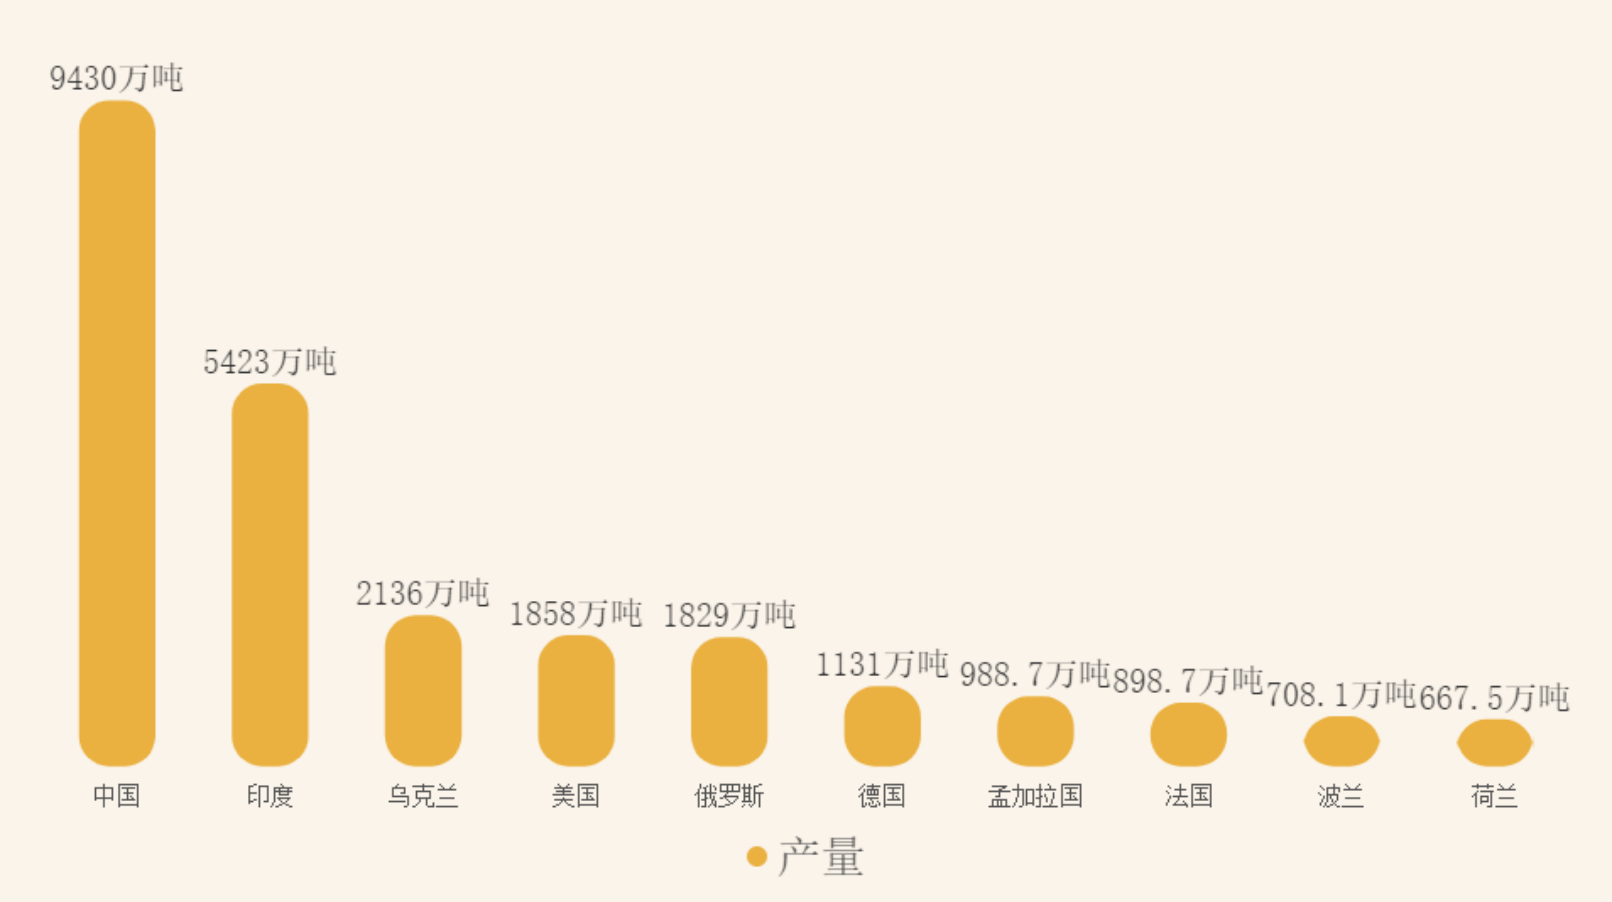 9430万吨
5423万吨
2136万吨
1858万吨
1829万吨
1131万吨
988.7万吨
898.7万吨
708.1万吨
667.5万吨
中国 印度 乌克兰 美国 俄罗斯 德国 孟加拉国 法国 波兰 荷兰
产量